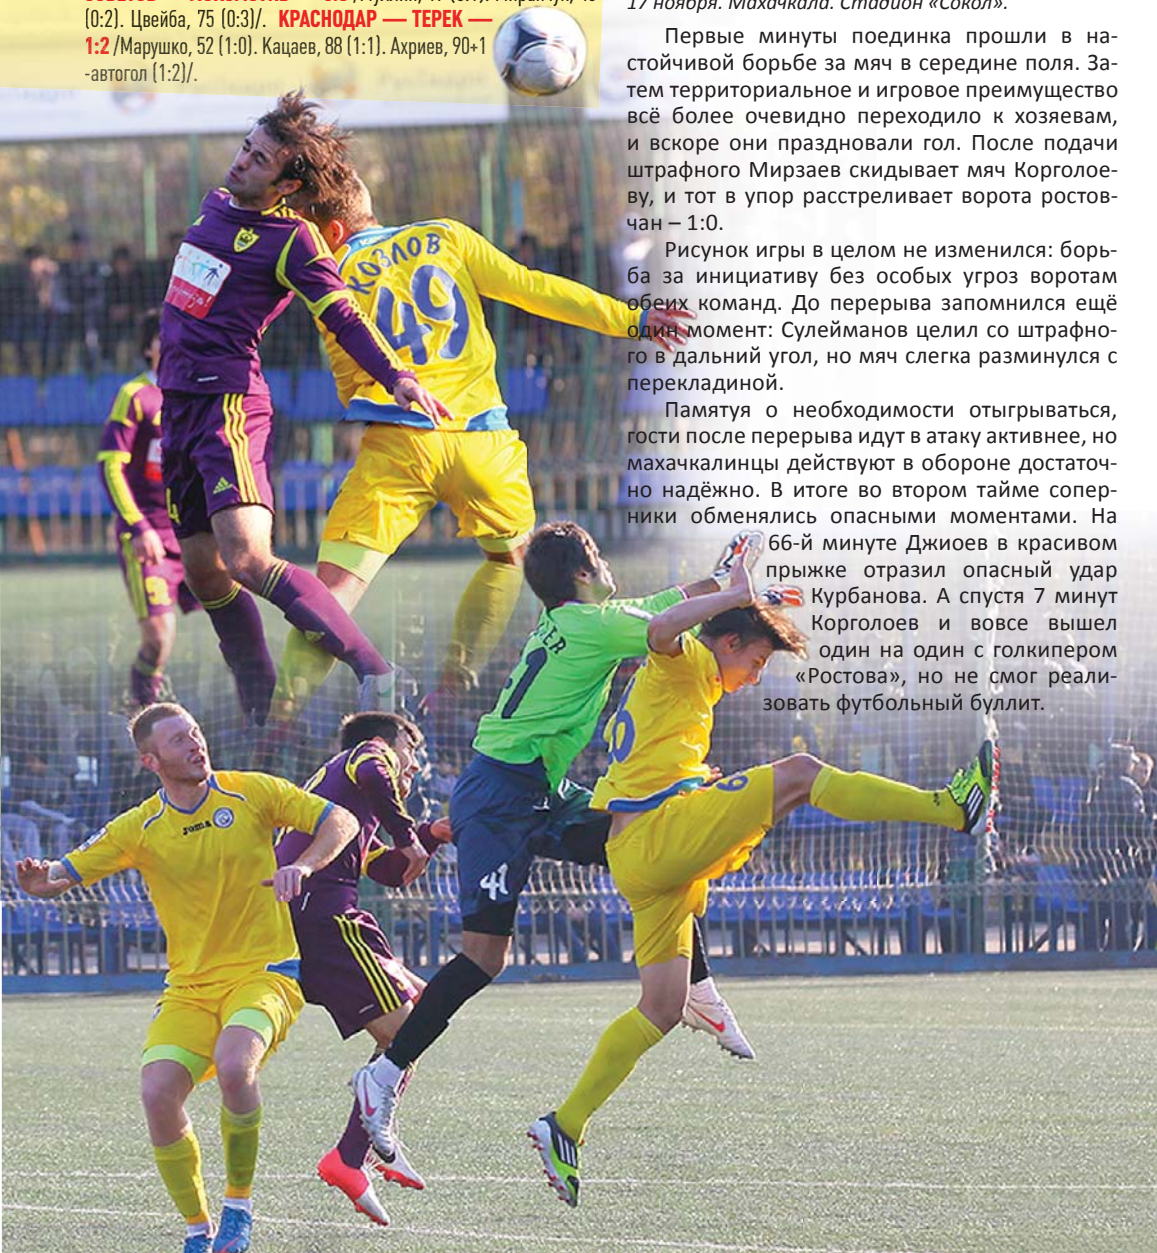 (0:2). Цвейба, 75 (0:3)/. КРАСНОДАР — ТЕРЕК —
1:2 /Марушко, 52 (1:0). Кацаев, 88 (1:1). Ахриев, 90+1
-автогол (1:2)/.
17 ноября. Махачкала. Стадион «Сокол».
Первые минуты поединка прошли в на-
стойчивой борьбе за мяч в середине поля. За-
тем территориальное и игровое преимущество
всё более очевидно переходило к хозяевам,
и вскоре они праздновали гол. После подачи
штрафного Мирзаев скидывает мяч Корголое-
ву, и тот в упор расстреливает ворота ростов-
чан – 1:0.
Рисунок игры в целом не изменился: борь-
ба за инициативу без особых угроз воротам
обеих команд. До перерыва запомнился ещё
один момент: Сулейманов целил со штрафно-
го в дальний угол, но мяч слегка разминулся с
перекладиной.
Памятуя о необходимости отыгрываться,
гости после перерыва идут в атаку активнее, но
махачкалинцы действуют в обороне достаточ-
но надёжно. В итоге во втором тайме сопер-
ники обменялись опасными моментами. На
66-й минуте Джиоев в красивом
прыжке отразил опасный удар
Курбанова. А спустя 7 минут
Корголоев и вовсе вышел
один на один с голкипером
«Ростова», но не смог реали-
зовать футбольный буллит.
КОЗЛОВ
49
joma
41